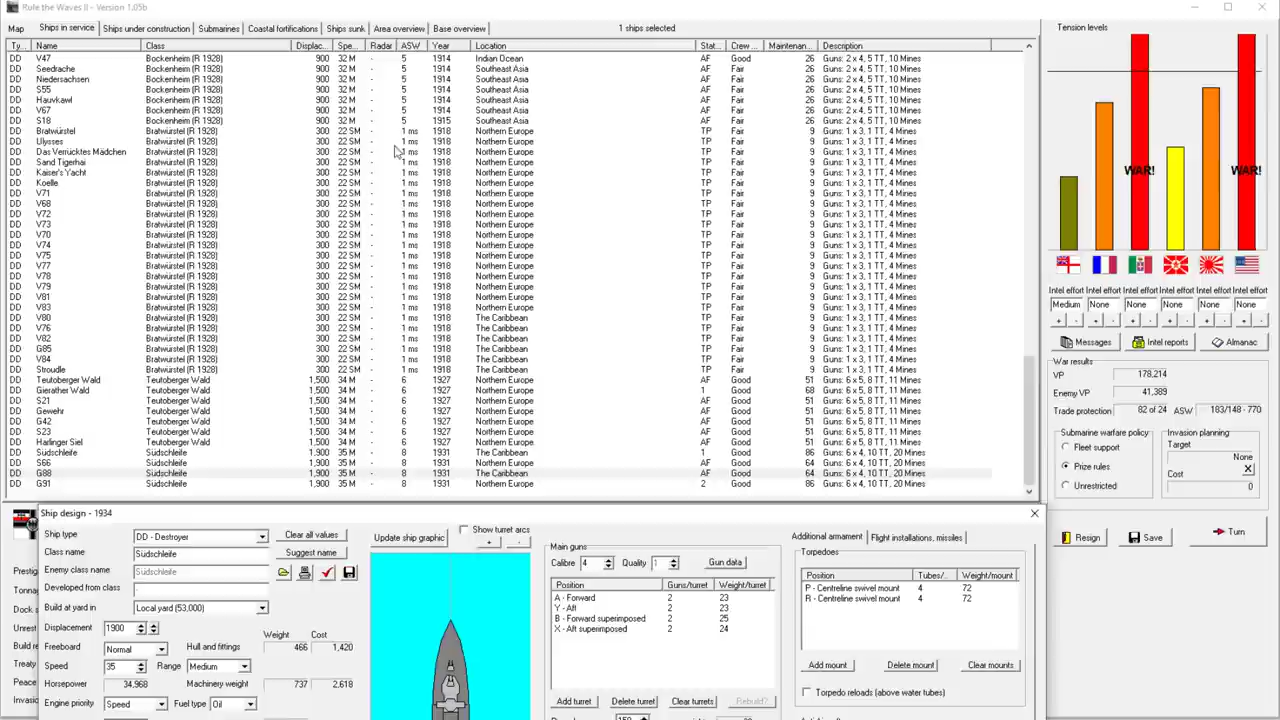 Rule the Waves II - Version 1.05b
Map Ships in service Ships under construction Submarines Coastal fortifications Ships sunk Area overview Base overview 1 ships selected
Ty... Name Class Displac... Spe... Radar ASW Year Location Stat... Crew ... Maintenan... Description
DD V47 Bockenheim (R 1928) 900 32 M - 5 1914 Indian Ocean AF Good 26 Guns: 2 x 4, 5 TT, 10 Mines
DD Seedrache Bockenheim (R 1928) 900 32 M - 5 1914 Southeast Asia AF Fair 26 Guns: 2 x 4, 5 TT, 10 Mines
DD Niedersachsen Bockenheim (R 1928) 900 32 M - 5 1914 Southeast Asia AF Fair 26 Guns: 2 x 4, 5 TT, 10 Mines
DD S55 Bockenheim (R 1928) 900 32 M - 5 1914 Southeast Asia AF Fair 26 Guns: 2 x 4, 5 TT, 10 Mines
DD Hauvkawl Bockenheim (R 1928) 900 32 M - 5 1914 Southeast Asia AF Fair 26 Guns: 2 x 4, 5 TT, 10 Mines
DD V67 Bockenheim (R 1928) 900 32 M - 5 1914 Southeast Asia AF Fair 26 Guns: 2 x 4, 5 TT, 10 Mines
DD S18 Bockenheim (R 1928) 900 32 M - 5 1915 Southeast Asia AF Fair 26 Guns: 2 x 4, 5 TT, 10 Mines
DD Bratwürstel Bratwürstel (R 1928) 300 22 SM - 1 ms 1918 Northern Europe TP Fair 9 Guns: 1 x 3, 1 TT, 4 Mines
DD Ulysses Bratwürstel (R 1928) 300 22 SM - 1 ms 1918 Northern Europe TP Fair 9 Guns: 1 x 3, 1 TT, 4 Mines
DD Das Verrücktes Mädchen Bratwürstel (R 1928) 300 22 SM - ms 1918 Northern Europe TP Fair 9 Guns: 1 x 3, 1 TT, 4 Mines
DD Sand Tigerhai Bratwürstel (R 1928) 300 22 SM - 1 ms 1918 Northern Europe TP Fair 9 Guns: 1 x 3, 1 TT, 4 Mines
DD Kaiser's Yacht Bratwürstel (R 1928) 300 22 SM - 1 ms 1918 Northern Europe TP Fair 9 Guns: 1 x 3, 1 TT, 4 Mines
DD Koelle Bratwürstel (R 1928) 300 22 SM - 1 ms 1918 Northern Europe TP Fair 9 Guns: 1 x 3, 1 TT, 4 Mines
DD V71 Bratwürstel (R 1928) 300 22 SM - 1 ms 1918 Northern Europe TP Fair 9 Guns: 1 x 3, 1 TT, 4 Mines
DD V68 Bratwürstel (R 1928) 300 22 SM - 1 ms 1918 Northern Europe TP Fair 9 Guns: 1 x 3, 1 TT, 4 Mines
DD V72 Bratwürstel (R 1928) 300 22 SM - 1 ms 1918 Northern Europe TP Fair 9 Guns: 1 x 3, 1 TT, 4 Mines
DD V73 Bratwürstel (R 1928) 300 22 SM - 1 ms 1918 Northern Europe TP Fair 9 Guns: 1 x 3, 1 TT, 4 Mines
DD V70 Bratwürstel (R 1928) 300 22 SM - 1 ms 1918 Northern Europe TP Fair 9 Guns: 1 x 3, 1 TT, 4 Mines
DD V74 Bratwürstel (R 1928) 300 22 SM - 1 ms 1918 Northern Europe TP Fair 9 Guns: 1 x 3, 1 TT, 4 Mines
DD V75 Bratwürstel (R 1928) 300 22 SM - 1 ms 1918 Northern Europe TP Fair 9 Guns: 1 x 3, 1 TT, 4 Mines
DD V77 Bratwürstel (R 1928) 300 22 SM - 1 ms 1918 Northern Europe TP Fair 9 Guns: 1 x 3, 1 TT, 4 Mines
DD V78 Bratwürstel (R 1928) 300 22 SM - 1 ms 1918 Northern Europe TP Fair 9 Guns: 1 x 3, 1 TT, 4 Mines
DD V79 Bratwürstel (R 1928) 300 22 SM - 1 ms 1918 Northern Europe TP Fair 9 Guns: 1 x 3, 1 TT, 4 Mines
DD V81 Bratwürstel (R 1928) 300 22 SM - 1 ms 1918 Northern Europe TP Fair 9 Guns: 1 x 3, 1 TT, 4 Mines
DD V83 Bratwürstel (R 1928) 300 22 SM - 1 ms 1918 Northern Europe TP Fair 9 Guns: 1 x 3, 1 TT, 4 Mines
DD V80 Bratwürstel (R 1928) 300 22 SM - 1 ms 1918 The Caribbean TP Fair 9 Guns: 1 x 3, 1 TT, 4 Mines
DD V76 Bratwürstel (R 1928) 300 22 SM - 1 ms 1918 The Caribbean TP Fair 9 Guns: 1 x 3, 1 TT, 4 Mines
DD V82 Bratwürstel (R 1928) 300 22 SM - 1 ms 1918 The Caribbean TP Fair 9 Guns: 1 x 3, 1 TT, 4 Mines
DD G85 Bratwürstel (R 1928) 300 22 SM - 1 ms 1918 The Caribbean TP Fair 9 Guns: 1 x 3, 1 TT, 4 Mines
DD V84 Bratwürstel (R 1928) 300 22 SM - 1 ms 1918 The Caribbean TP Fair 9 Guns: 1 x 3, 1 TT, 4 Mines
DD Stroudle Bratwürstel (R 1928) 300 22 SM - 1 ms 1918 The Caribbean TP Fair 9 Guns: 1 x 3, 1 TT, 4 Mines
DD Teutoberger Wald Teutoberger Wald 1,500 34 M - 6 1927 Northern Europe AF Good 51 Guns: 6 x 5, 8 TT, 11 Mines
DD Gierather Wald Teutoberger Wald 1,500 34 M - 6 1927 Northern Europe 1 Good 68 Guns: 6 x 5, 8 TT, 11 Mines
DD S21 Teutoberger Wald 1,500 34 M - 6 1927 Northern Europe AF Good 51 Guns: 6 x 5, 8 TT, 11 Mines
DD Gewehr Teutoberger Wald 1,500 34 M - 6 1927 Northern Europe AF Good 51 Guns: 6 x 5, 8 TT, 11 Mines
DD G42 Teutoberger Wald 1,500 34 M - 6 1927 Northern Europe AF Good 51 Guns: 6 x 5, 8 TT, 11 Mines
DD S23 Teutoberger Wald 1,500 34 M - 6 1927 Northern Europe AF Good 51 Guns: 6 x 5, 8 TT, 11 Mines
DD Harlinger Siel Teutoberger Wald 1,500 34 M - 6 1927 Northern Europe AF Good 51 Guns: 6 x 5, 8 TT, 11 Mines
DD Südschleife Südschleife 1,900 35 M - 8 1931 The Caribbean 1 Good 86 Guns: 6 x 4, 10 TT, 20 Mines
DD S66 Südschleife 1,900 35 M - 8 1931 The Caribbean AF Good 64 Guns: 6 x 4, 10 TT, 20 Mines
DD G88 Südschleife 1,900 35 M - 8 1931 The Caribbean AF Good 64 Guns: 6 x 4, 10 TT, 20 Mines
DD G91 Südschleife 1,900 35 M - 8 1931 Northern Europe 2 Good 86 Guns: 6 x 4, 10 TT, 20 Mines
Tension levels
WAR! WAR!
Intel effort Intel effort Intel effort Intel effort Intel effort Intel effort
Medium None None None None None
+ - + - + - + - + - + -
Messages Intel reports Almanac
War results
VP 178,214
Enemy VP 41,389
Trade protection 82 of 24 ASW 183/148 - 770
Submarine warfare policy
Fleet support
Prize rules
Unrestricted
Invasion planning
Target
None
Cost X
0
Resign Save Turn
Prestig
Tonnag
Dock s
Unrest
Build re
Treaty
Peace
Invasio
Ship design - 1934
Ship type DD - Destroyer Clear all values
Class name Südschleife Suggest name
Enemy class name Südschleife
Developed from class
Build at yard in Local yard (53,000)
Displacement 1900 Weight Cost
Freeboard Normal Hull and fittings 466 1,420
Speed 35 Range Medium
Horsepower 34,968 Machinery weight 737 2,618
Engine priority Speed Fuel type Oil
Update ship graphic Show turret arcs
+ -
Main guns
Calibre 4 Quality 1 Gun data
Position Guns/turret Weight/turret
A - Forward 2 23
Y - Aft 2 23
B - Forward superimposed 2 25
X - Aft superimposed 2 24
Add turret Delete turret Clear turrets Rebuild?
150
Additional armament Flight installations, missiles
Torpedoes
Position Tubes/... Weight/mount
P - Centreline swivel mount 4 72
R - Centreline swivel mount 4 72
Add mount Delete mount Clear mounts
Torpedo reloads (above water tubes)